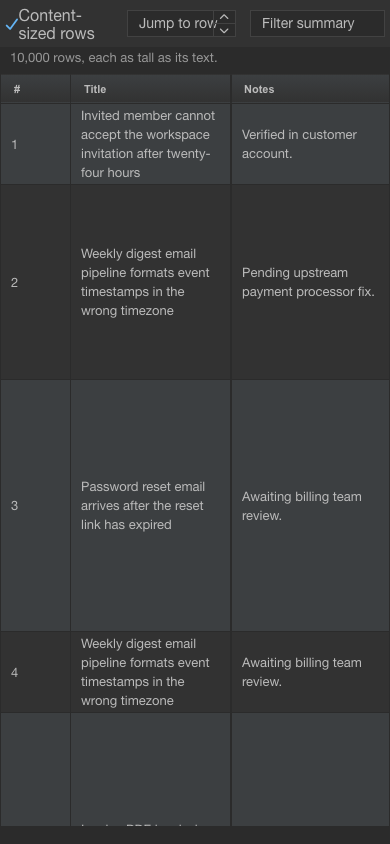 Content-
sized rows
Jump to row
Filter summary
10,000 rows, each as tall as its text.
# Title Notes
1
Invited member cannot
accept the workspace
invitation after twenty-
four hours
Verified in customer
account.
2
Weekly digest email
pipeline formats event
timestamps in the
wrong timezone
Pending upstream
payment processor fix.
3
Password reset email
arrives after the reset
link has expired
Awaiting billing team
review.
4
Weekly digest email
pipeline formats event
timestamps in the
wrong timezone
Awaiting billing team
review.